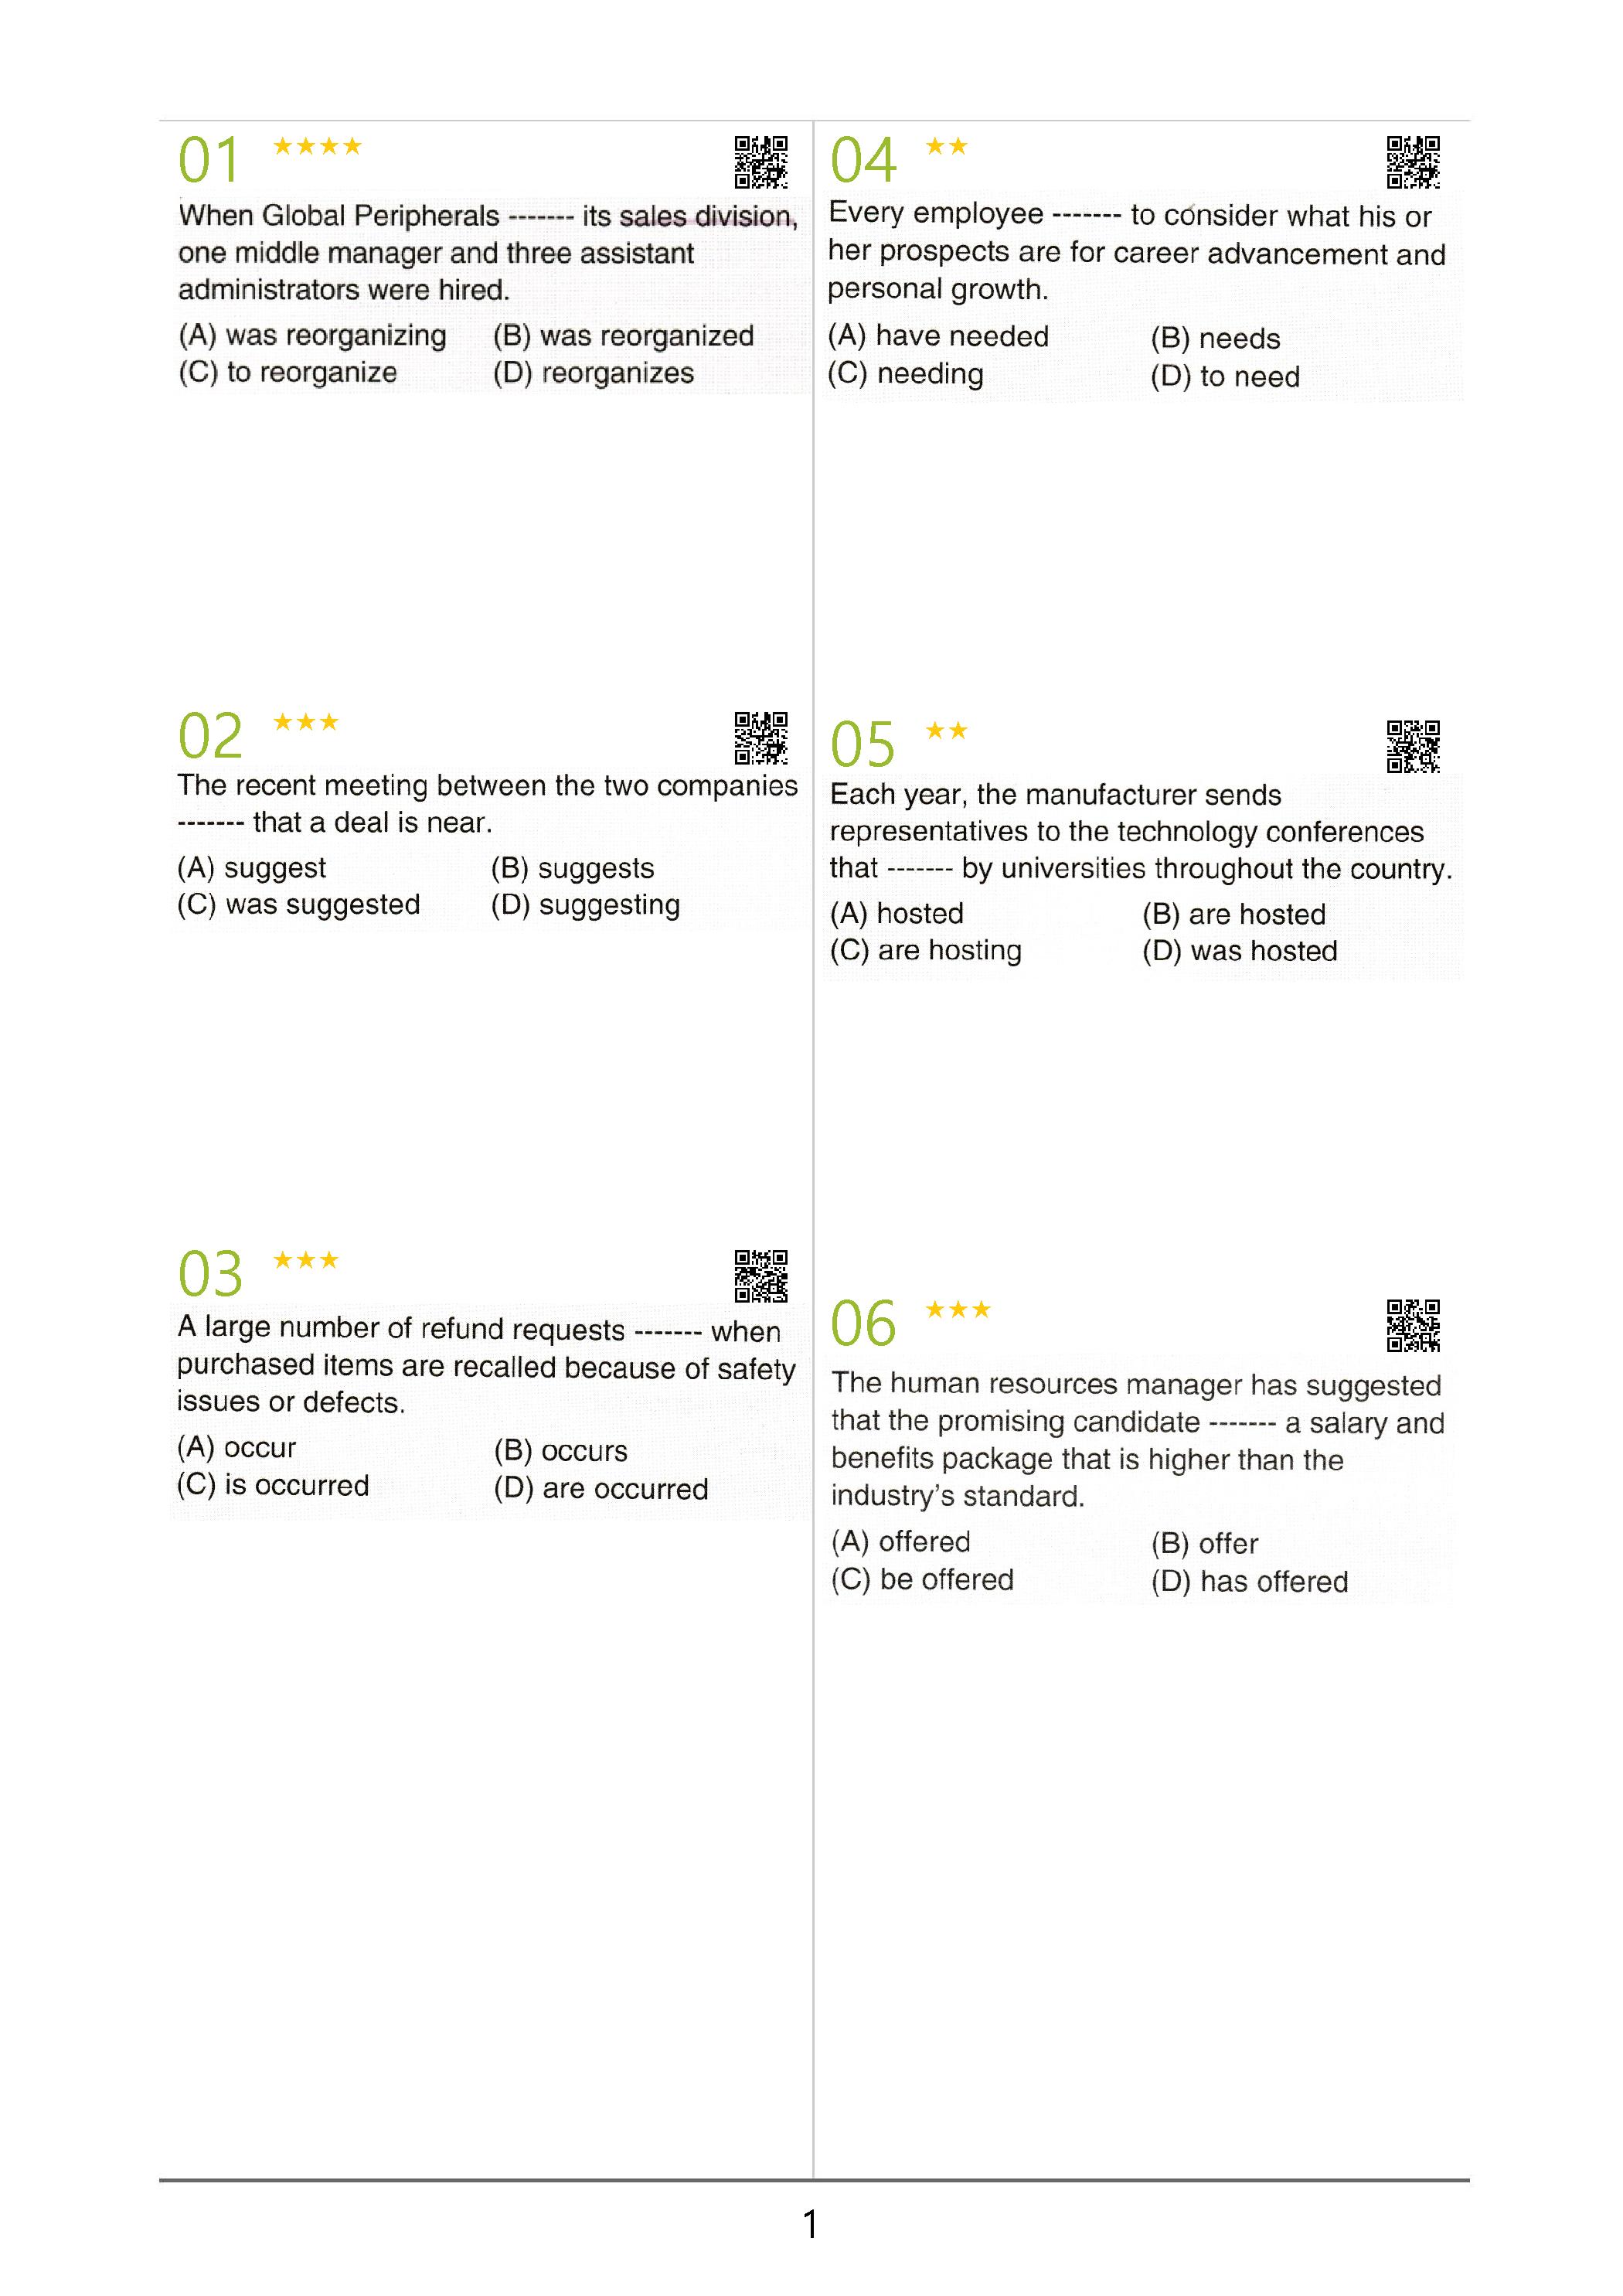 01 ★★★★
When Global Peripherals ------- its sales division,
one middle manager and three assistant
administrators were hired.
(A) was reorganizing (B) was reorganized
(C) to reorganize (D) reorganizes
02 ★★★
The recent meeting between the two companies
------- that a deal is near.
(A) suggest (B) suggests
(C) was suggested (D) suggesting
03 ★★★
A large number of refund requests ------- when
purchased items are recalled because of safety
issues or defects.
(A) occur (B) occurs
(C) is occurred (D) are occurred
04 ★★
Every employee ------- to consider what his or
her prospects are for career advancement and
personal growth.
(A) have needed (B) needs
(C) needing (D) to need
05 ★★
Each year, the manufacturer sends
representatives to the technology conferences
that ------- by universities throughout the country.
(A) hosted (B) are hosted
(C) are hosting (D) was hosted
06 ★★★
The human resources manager has suggested
that the promising candidate ------- a salary and
benefits package that is higher than the
industry's standard.
(A) offered (B) offer
(C) be offered (D) has offered
1